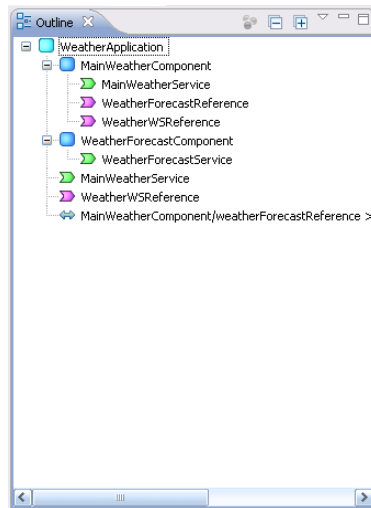 Outline
WeatherApplication
MainWeatherComponent
MainWeatherService
WeatherForecastReference
WeatherWSReference
WeatherForecastComponent
WeatherForecastService
MainWeatherService
WeatherWSReference
MainWeatherComponent/weatherForecastReference >